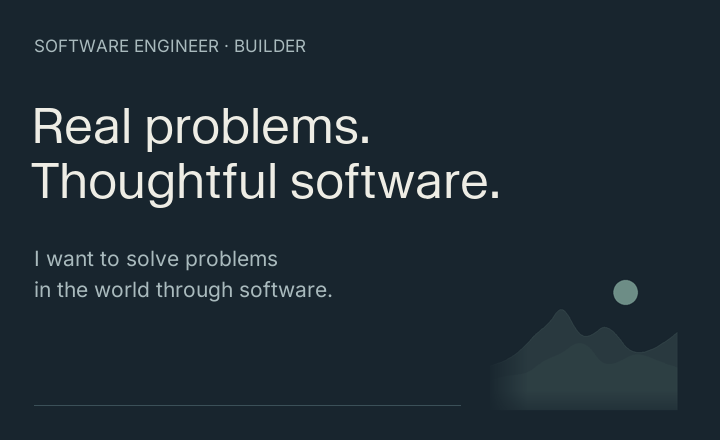 SOFTWARE ENGINEER · BUILDER
Real problems.
Thoughtful software.
I want to solve problems
in the world through software.